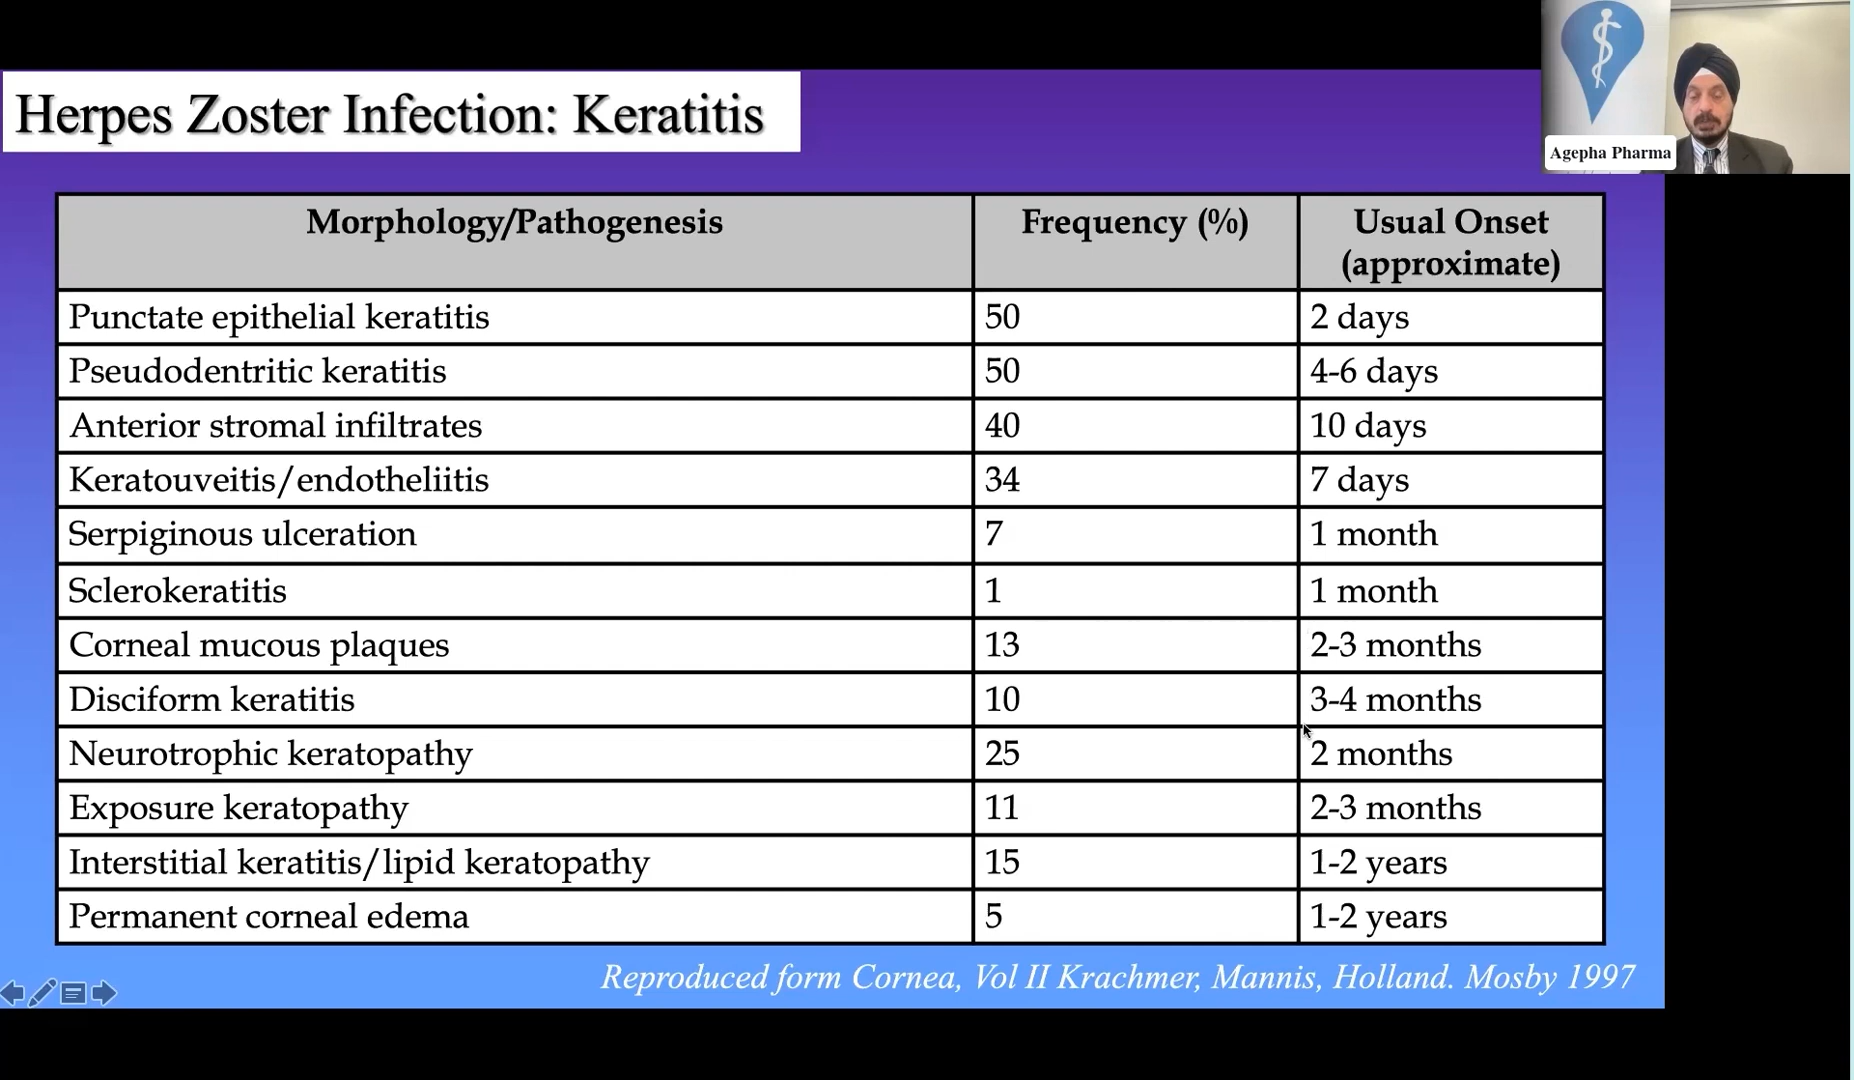 Herpes Zoster Infection: Keratitis
Agepha Pharma
Morphology/Pathogenesis Frequency (%) Usual Onset
(approximate)
Punctate epithelial keratitis 50 2 days
Pseudodentritic keratitis 50 4-6 days
Anterior stromal infiltrates 40 10 days
Keratouveitis/endotheliitis 34 7 days
Serpiginous ulceration 7 1 month
Sclerokeratitis 1 1 month
Corneal mucous plaques 13 2-3 months
Disciform keratitis 10 3-4 months
Neurotrophic keratopathy 25 2 months
Exposure keratopathy 11 2-3 months
Interstitial keratitis/lipid keratopathy 15 1-2 years
Permanent corneal edema 5 1-2 years
Reproduced form Cornea, Vol II Krachmer, Mannis, Holland. Mosby 1997